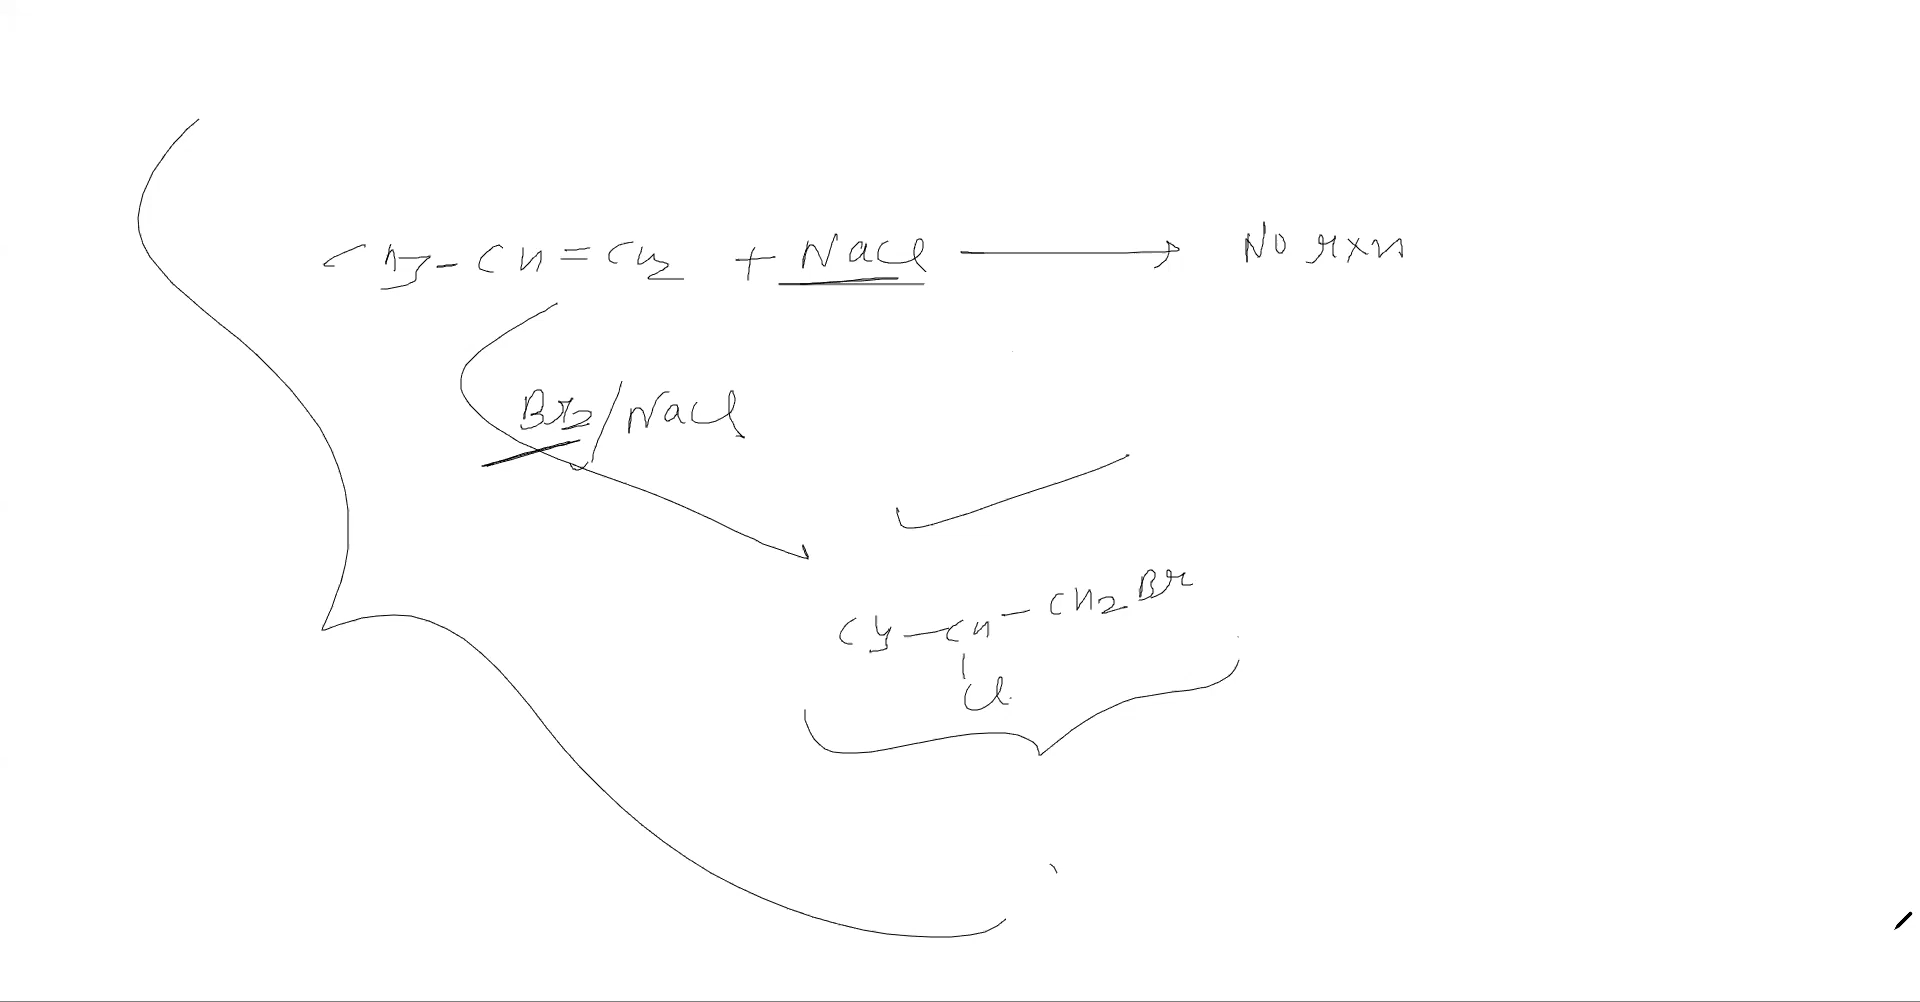 CH3-CH=CH2 + NaCl → No rxn
Br2/NaCl
CH3-CH-CH2Br
Cl